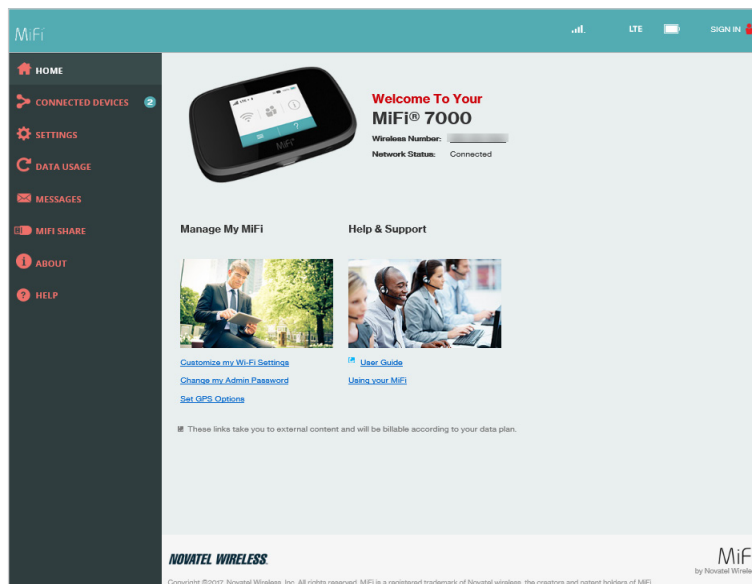 MiFi
LTE
SIGN IN
HOME
CONNECTED DEVICES 2
SETTINGS
DATA USAGE
MESSAGES
MIFI SHARE
ABOUT
HELP
MiFi
Welcome To Your
MiFi® 7000
Wireless Number:
Network Status: Connected
Manage My MiFi
Help & Support
Customize my Wi-Fi Settings
Change my Admin Password
Set GPS Options
User Guide
Using your MiFi
These links take you to external content and will be billable according to your data plan.
NOVATEL WIRELESS.
MiF
by Novatel Wirele
Copyright ©2017. Novatel Wireless, Inc. All rights reserved. MiFi is a registered trademark of Novatel wireless, the creators and patent holders of MiFi